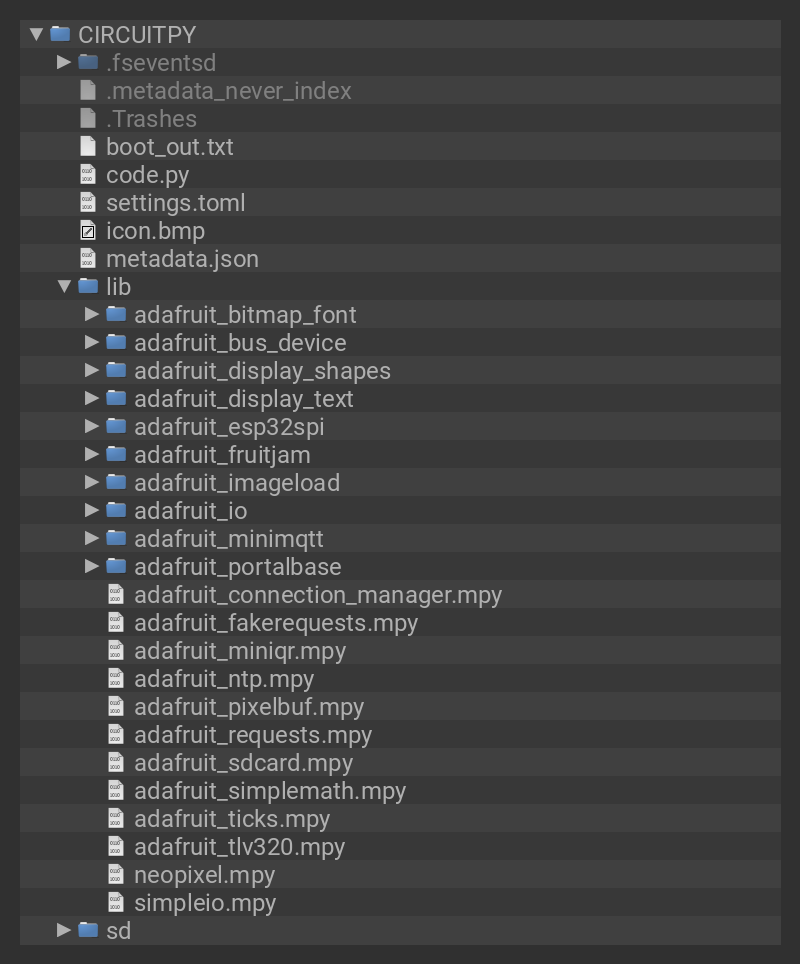 CIRCUITPY
.fseventsd
.metadata_never_index
.Trashes
boot_out.txt
code.py
settings.toml
icon.bmp
metadata.json
lib
adafruit_bitmap_font
adafruit_bus_device
adafruit_display_shapes
adafruit_display_text
adafruit_esp32spi
adafruit_fruitjam
adafruit_imageload
adafruit_io
adafruit_minimqtt
adafruit_portalbase
adafruit_connection_manager.mpy
adafruit_fakerequests.mpy
adafruit_miniqr.mpy
adafruit_ntp.mpy
adafruit_pixelbuf.mpy
adafruit_requests.mpy
adafruit_sdcard.mpy
adafruit_simplemath.mpy
adafruit_ticks.mpy
adafruit_tlv320.mpy
neopixel.mpy
simpleio.mpy
sd